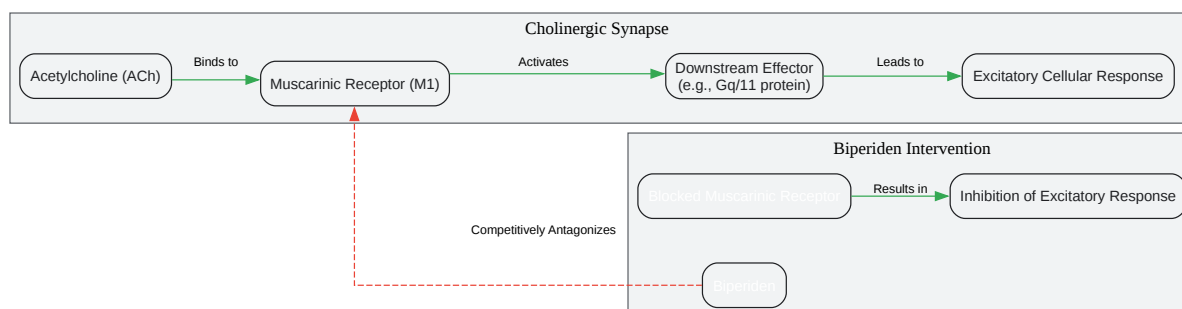 Cholinergic Synapse
Acetylcholine (ACh)
Binds to
Muscarinic Receptor (M1)
Activates
Downstream Effector
(e.g., Gq/11 protein)
Leads to
Excitatory Cellular Response
Biperiden Intervention
Blocked Muscarinic Receptor
Results in
Inhibition of Excitatory Response
Competitively Antagonizes
Biperiden